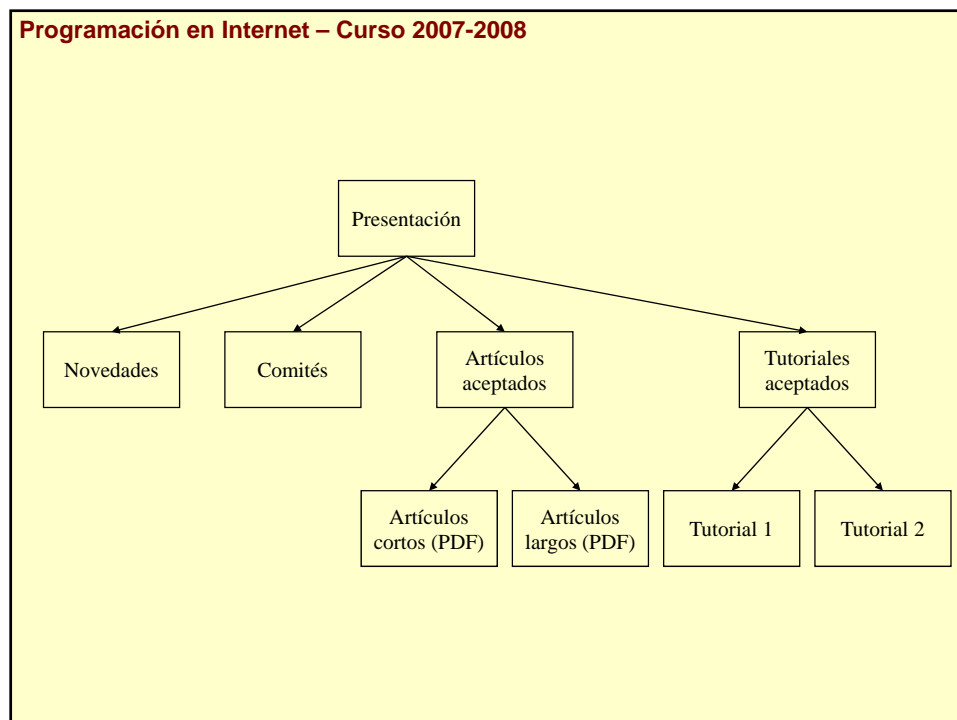 Programación en Internet – Curso 2007-2008
Presentación
Novedades
Comités
Artículos
aceptados
Tutoriales
aceptados
Artículos
cortos (PDF)
Artículos
largos (PDF)
Tutorial 1
Tutorial 2